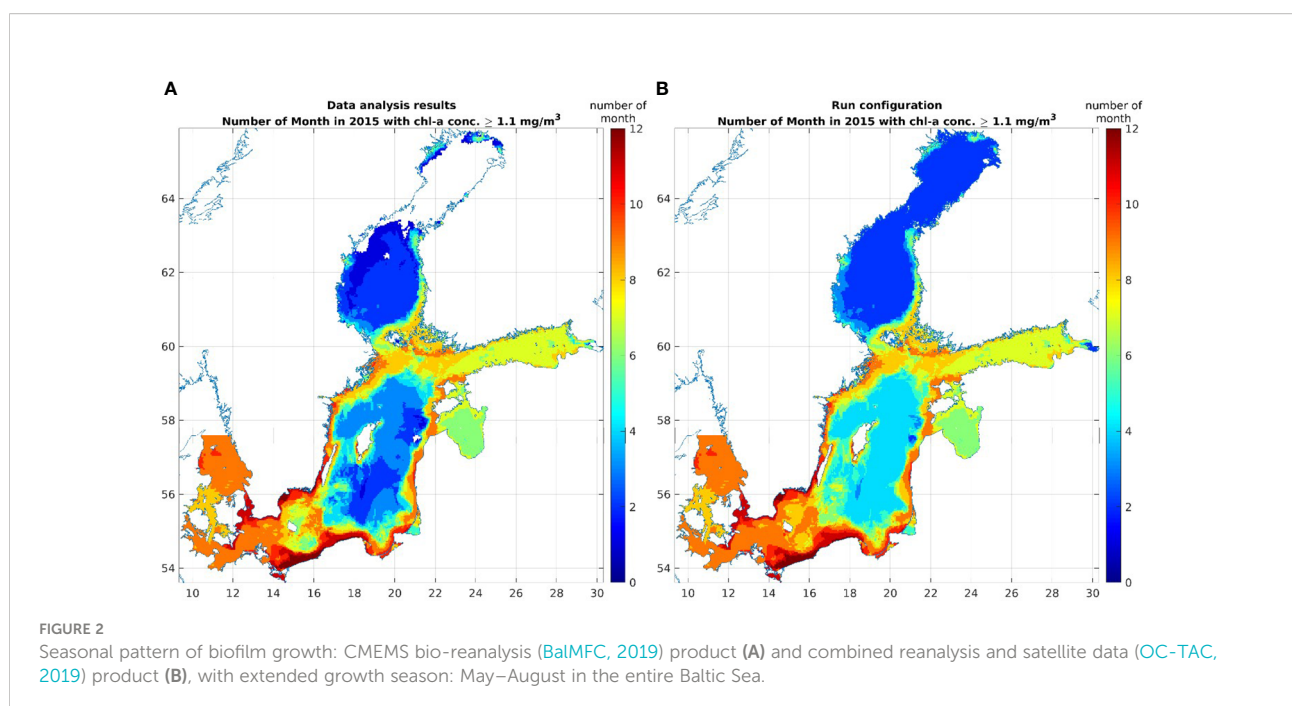 A
Data analysis results
Number of Month in 2015 with chl-a conc. ≥ 1.1 mg/m³
number of
month
12
10
8
6
4
2
0
64
62
60
58
56
54
10 12 14 16 18 20 22 24 26 28 30
B
Run configuration
Number of Month in 2015 with chl-a conc. ≥ 1.1 mg/m³
number of
month
12
10
8
6
4
2
0
64
62
60
58
56
54
10 12 14 16 18 20 22 24 26 28 30
FIGURE 2
Seasonal pattern of biofilm growth: CMEMS bio-reanalysis (BalMFC, 2019) product (A) and combined reanalysis and satellite data (OC-TAC,
2019) product (B), with extended growth season: May–August in the entire Baltic Sea.